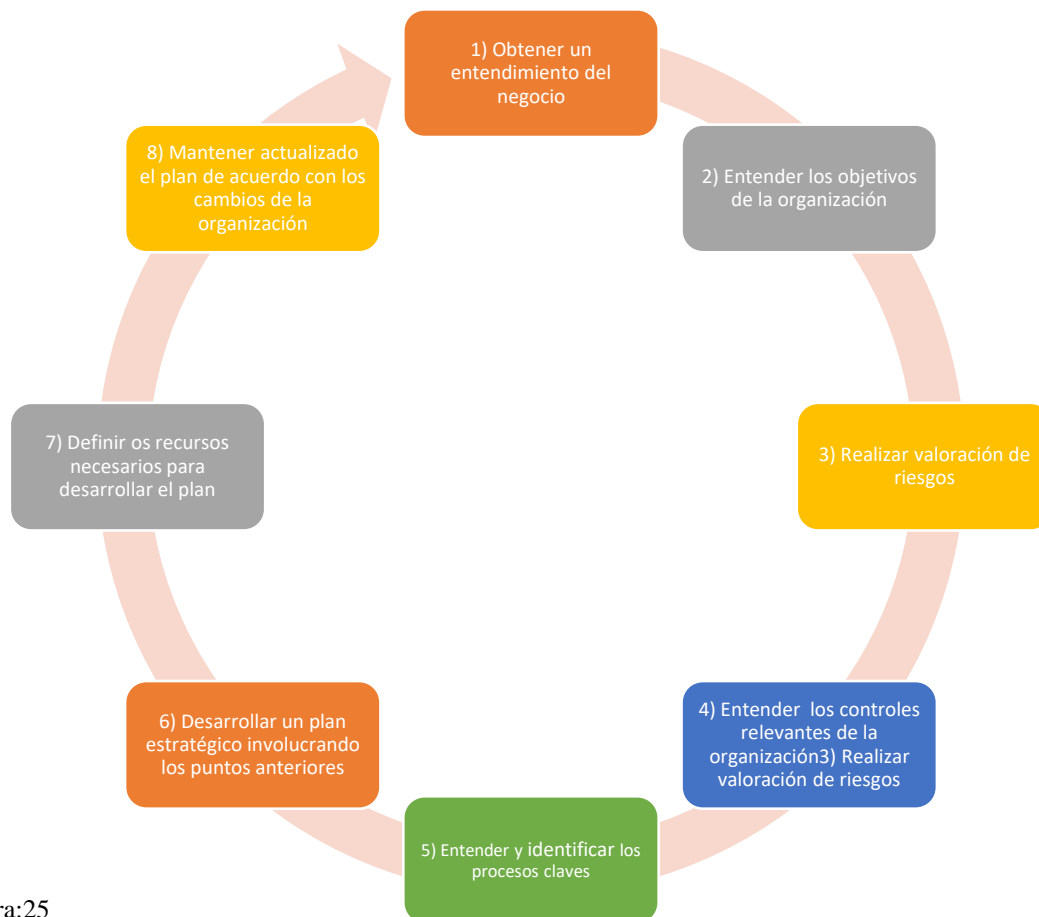 1) Obtener un
entendimiento del
negocio
2) Entender los objetivos
de la organización
3) Realizar valoración de
riesgos
4) Entender  los controles
relevantes de la
organización3) Realizar
valoración de riesgos
5) Entender y identificar los
procesos claves
6) Desarrollar un plan
estratégico involucrando
los puntos anteriores
7) Definir os recursos
necesarios para
desarrollar el plan
8) Mantener actualizado
el plan de acuerdo con los
cambios de la
organización
ra:25